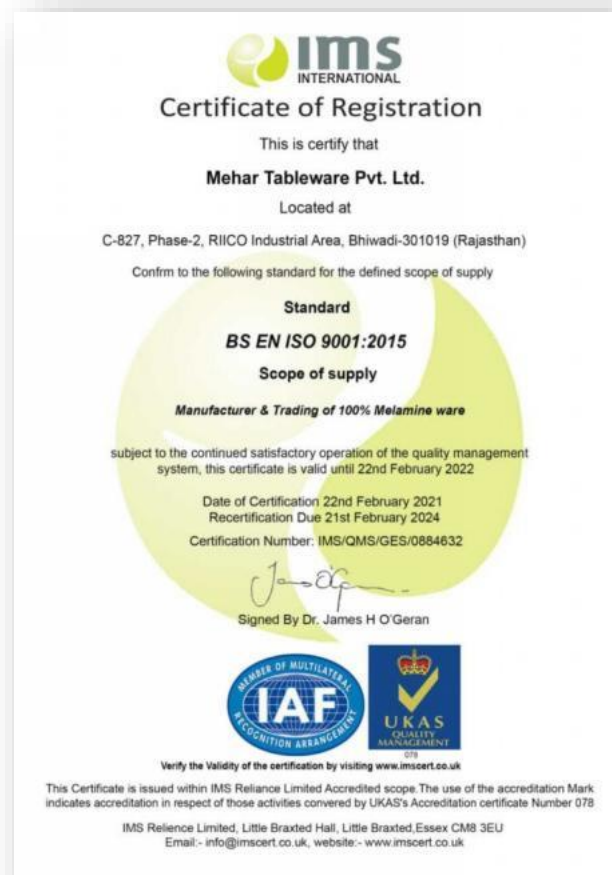 ims
INTERNATIONAL
Certificate of Registration
This is certify that
Mehar Tableware Pvt. Ltd.
Located at
C-827, Phase-2, RIICO Industrial Area, Bhiwadi-301019 (Rajasthan)
Confrm to the following standard for the defined scope of supply
Standard
BS EN ISO 9001:2015
Scope of supply
Manufacturer & Trading of 100% Melamine ware
subject to the continued satisfactory operation of the quality management
system, this certificate is valid until 22nd February 2022
Date of Certification 22nd February 2021
Recertification Due 21st February 2024
Certification Number: IMS/QMS/GES/0884632
Signed By Dr. James H O'Geran
MEMBER OF MULTILATERAL
IAF
RECOGNITION ARRANGEMENT
UKAS
QUALITY
MANAGEMENT
078
Verify the Validity of the certification by visiting www.imscert.co.uk
This Certificate is issued within IMS Reliance Limited Accredited scope.The use of the accreditation Mark
indicates accreditation in respect of those activities convered by UKAS's Accreditation certificate Number 078
IMS Relience Limited, Little Braxted Hall, Little Braxted,Essex CM8 3EU
Email:- info@imscert.co.uk, website:- www.imscert.co.uk